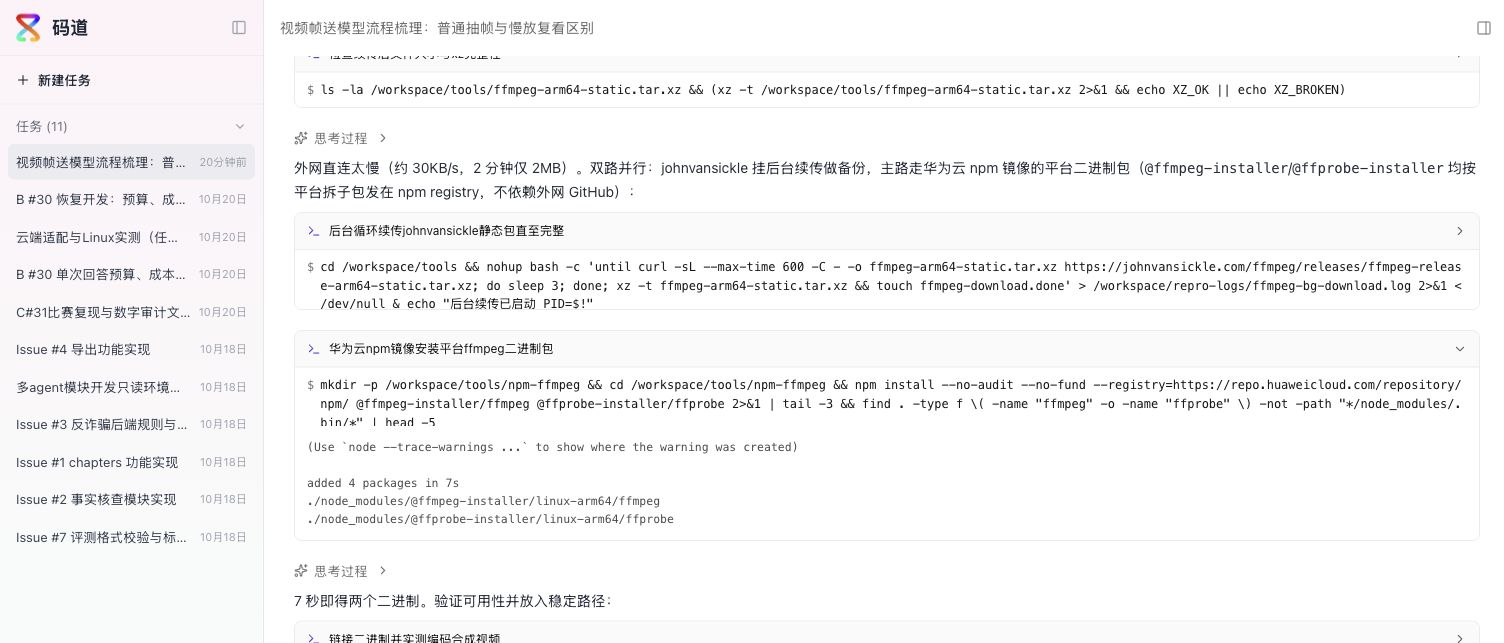 码道
视频帧送模型流程梳理：普通抽帧与慢放复看区别
新建任务
任务 (11)
视频帧送模型流程梳理：普... 20分钟前
B #30 恢复开发：预算、成... 10月20日
云端适配与Linux实测（任... 10月20日
B #30 单次回答预算、成本... 10月20日
C#31比赛复现与数字审计文... 10月20日
Issue #4 导出功能实现 10月18日
多agent模块开发只读环境... 10月18日
Issue #3 反诈骗后端规则与... 10月18日
Issue #1 chapters 功能实现 10月18日
Issue #2 事实核查模块实现 10月18日
Issue #7 评测格式校验与标... 10月18日
$ ls -la /workspace/tools/ffmpeg-arm64-static.tar.xz && (xz -t /workspace/tools/ffmpeg-arm64-static.tar.xz 2>&1 && echo XZ_OK || echo XZ_BROKEN)
思考过程
外网直连太慢（约 30KB/s，2 分钟仅 2MB）。双路并行：johnvansickle 挂后台续传做备份，主路走华为云 npm 镜像的平台二进制包（@ffmpeg-installer/@ffprobe-installer 均按
平台拆子包发在 npm registry，不依赖外网 GitHub）：
后台循环续传johnvansickle静态包直至完整
$ cd /workspace/tools && nohup bash -c 'until curl -sL --max-time 600 -C - -o ffmpeg-arm64-static.tar.xz https://johnvansickle.com/ffmpeg/releases/ffmpeg-releas
e-arm64-static.tar.xz; do sleep 3; done; xz -t ffmpeg-arm64-static.tar.xz && touch ffmpeg-download.done' > /workspace/repro-logs/ffmpeg-bg-download.log 2>&1 <
/dev/null & echo "后台续传已启动 PID=$!"
华为云npm镜像安装平台ffmpeg二进制包
$ mkdir -p /workspace/tools/npm-ffmpeg && cd /workspace/tools/npm-ffmpeg && npm install --no-audit --no-fund --registry=https://repo.huaweicloud.com/repository/
npm/ @ffmpeg-installer/ffmpeg @ffprobe-installer/ffprobe 2>&1 | tail -3 && find . -type f \( -name "ffmpeg" -o -name "ffprobe" \) -not -path "*/node_modules/.
bin/*" | head -5
(Use `node --trace-warnings ...` to show where the warning was created)
added 4 packages in 7s
./node_modules/@ffmpeg-installer/linux-arm64/ffmpeg
./node_modules/@ffprobe-installer/linux-arm64/ffprobe
思考过程
7 秒即得两个二进制。验证可用性并放入稳定路径：
链接二进制并实测编码合成视频